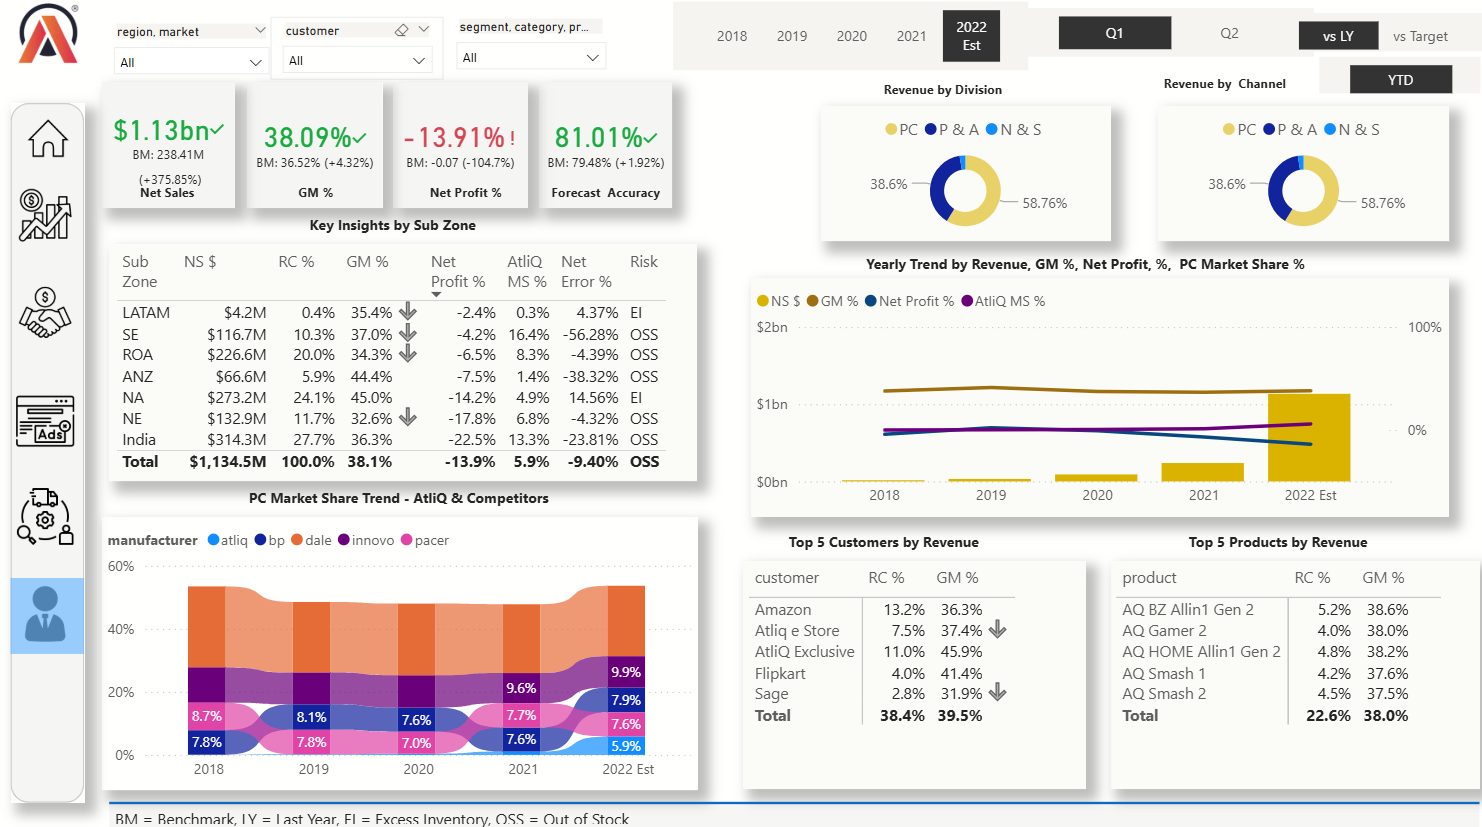 ®
region, market
All
customer
All
segment, category, pr...
All
2018
2019
2020
2021
2022
Est
Q1
Q2
vs LY
vs Target
YTD
$1.13bn
BM: 238.41M
(+375.85%)
Net Sales
38.09%
BM: 36.52% (+4.32%)
GM %
-13.91% !
BM: -0.07 (-104.7%)
Net Profit %
81.01%
BM: 79.48% (+1.92%)
Forecast Accuracy
Revenue by Division
PC P & A N & S
38.6%
58.76%
Revenue by Channel
PC P & A N & S
38.6%
58.76%
Key Insights by Sub Zone
Sub Zone NS $ RC % GM % Net Profit % AtliQ MS % Net Error % Risk
LATAM $4.2M 0.4% 35.4% -2.4% 0.3% 4.37% EI
SE $116.7M 10.3% 37.0% -4.2% 16.4% -56.28% OSS
ROA $226.6M 20.0% 34.3% -6.5% 8.3% -4.39% OSS
ANZ $66.6M 5.9% 44.4% -7.5% 1.4% -38.32% OSS
NA $273.2M 24.1% 45.0% -14.2% 4.9% 14.56% EI
NE $132.9M 11.7% 32.6% -17.8% 6.8% -4.32% OSS
India $314.3M 27.7% 36.3% -22.5% 13.3% -23.81% OSS
Total $1,134.5M 100.0% 38.1% -13.9% 5.9% -9.40% OSS
Yearly Trend by Revenue, GM %, Net Profit, %, PC Market Share %
NS $ GM % Net Profit % AtliQ MS %
$2bn
$1bn
$0bn
100%
0%
2018 2019 2020 2021 2022 Est
PC Market Share Trend - AtliQ & Competitors
manufacturer atliq bp dale innovo pacer
60%
40%
20%
0%
8.7%
7.8%
8.1%
7.8%
7.6%
7.0%
9.6%
7.7%
7.6%
9.9%
7.9%
7.6%
5.9%
2018 2019 2020 2021 2022 Est
Ads
Top 5 Customers by Revenue
customer RC % GM %
Amazon 13.2% 36.3%
Atliq e Store 7.5% 37.4%
AtliQ Exclusive 11.0% 45.9%
Flipkart 4.0% 41.4%
Sage 2.8% 31.9%
Total 38.4% 39.5%
Top 5 Products by Revenue
product RC % GM %
AQ BZ Allin1 Gen 2 5.2% 38.6%
AQ Gamer 2 4.0% 38.0%
AQ HOME Allin1 Gen 2 4.8% 38.2%
AQ Smash 1 4.2% 37.6%
AQ Smash 2 4.5% 37.5%
Total 22.6% 38.0%
BM = Benchmark, LY = Last Year, EI = Excess Inventory, OSS = Out of Stock